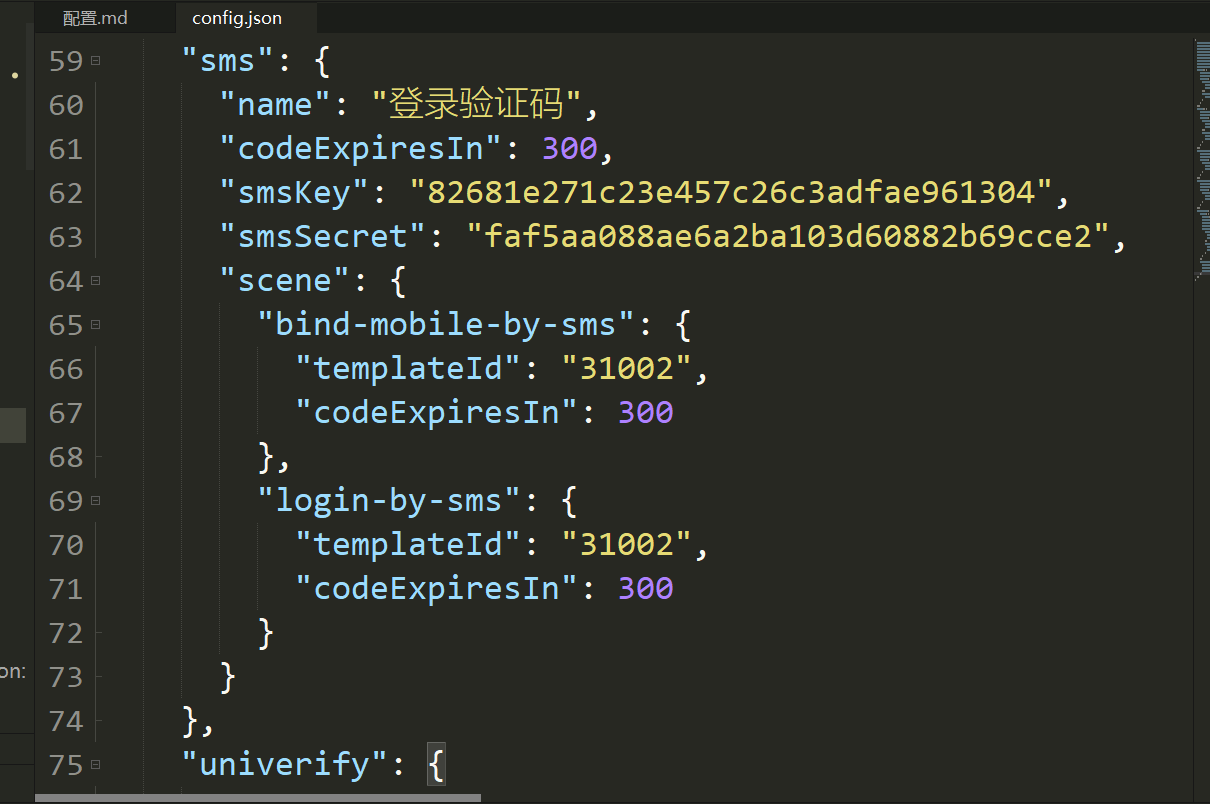 配置.md
config.json
59 "sms": {
60 "name": "登录验证码",
61 "codeExpiresIn": 300,
62 "smsKey": "82681e271c23e457c26c3adfae961304",
63 "smsSecret": "faf5aa088ae6a2ba103d60882b69cce2",
64 "scene": {
65 "bind-mobile-by-sms": {
66 "templateId": "31002",
67 "codeExpiresIn": 300
68 },
69 "login-by-sms": {
70 "templateId": "31002",
71 "codeExpiresIn": 300
72 }
on:
73 }
74 },
75 "univerify": {